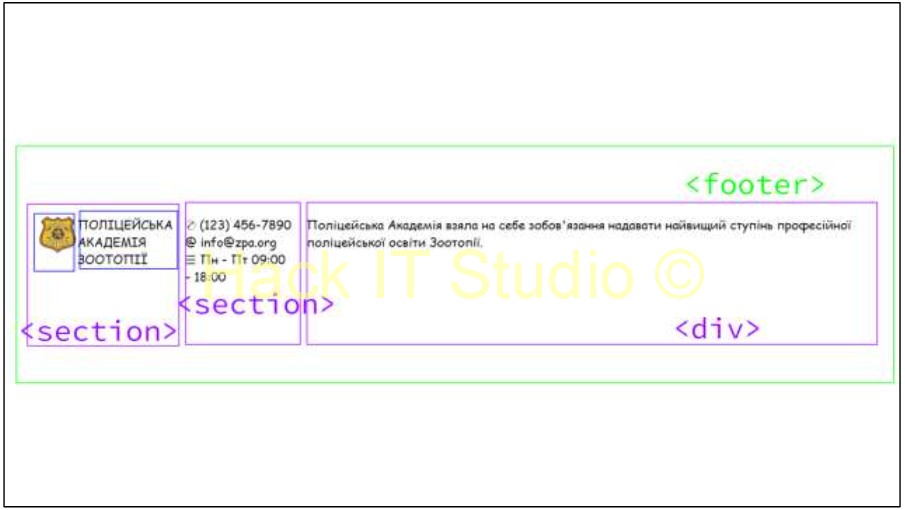 <footer>
ПОЛІЦЕЙСЬКА
АКАДЕМІЯ
ЗООТОПІЇ
<section>
✆ (123) 456-7890
@ info@zpa.org
☰ Пн - Пт 09:00
- 18:00
<section>
Поліцейська Академія взяла на себе зобов'язання надавати найвищий ступінь професійної
поліцейської освіти Зоотопії.
<div>
Hack IT Studio ©